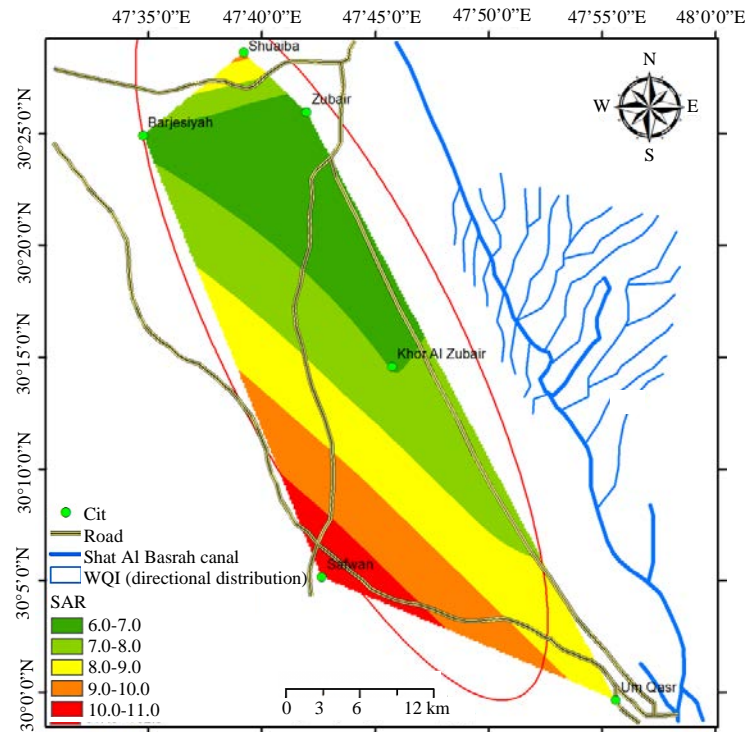 47°35'0"E 47°40'0"E 47°45'0"E 47°50'0"E 47°55'0"E 48°0'0"E
30°25'0"N
30°20'0"N
30°15'0"N
30°10'0"N
30°5'0"N
30°0'0"N
N
W E
S
Shuaiba
Zubair
Barjesiyah
Khor Al Zubair
Safwan
Um Qasr
Cit
Road
Shat Al Basrah canal
WQI (directional distribution)
SAR
6.0-7.0
7.0-8.0
8.0-9.0
9.0-10.0
10.0-11.0
0 3 6 12 km